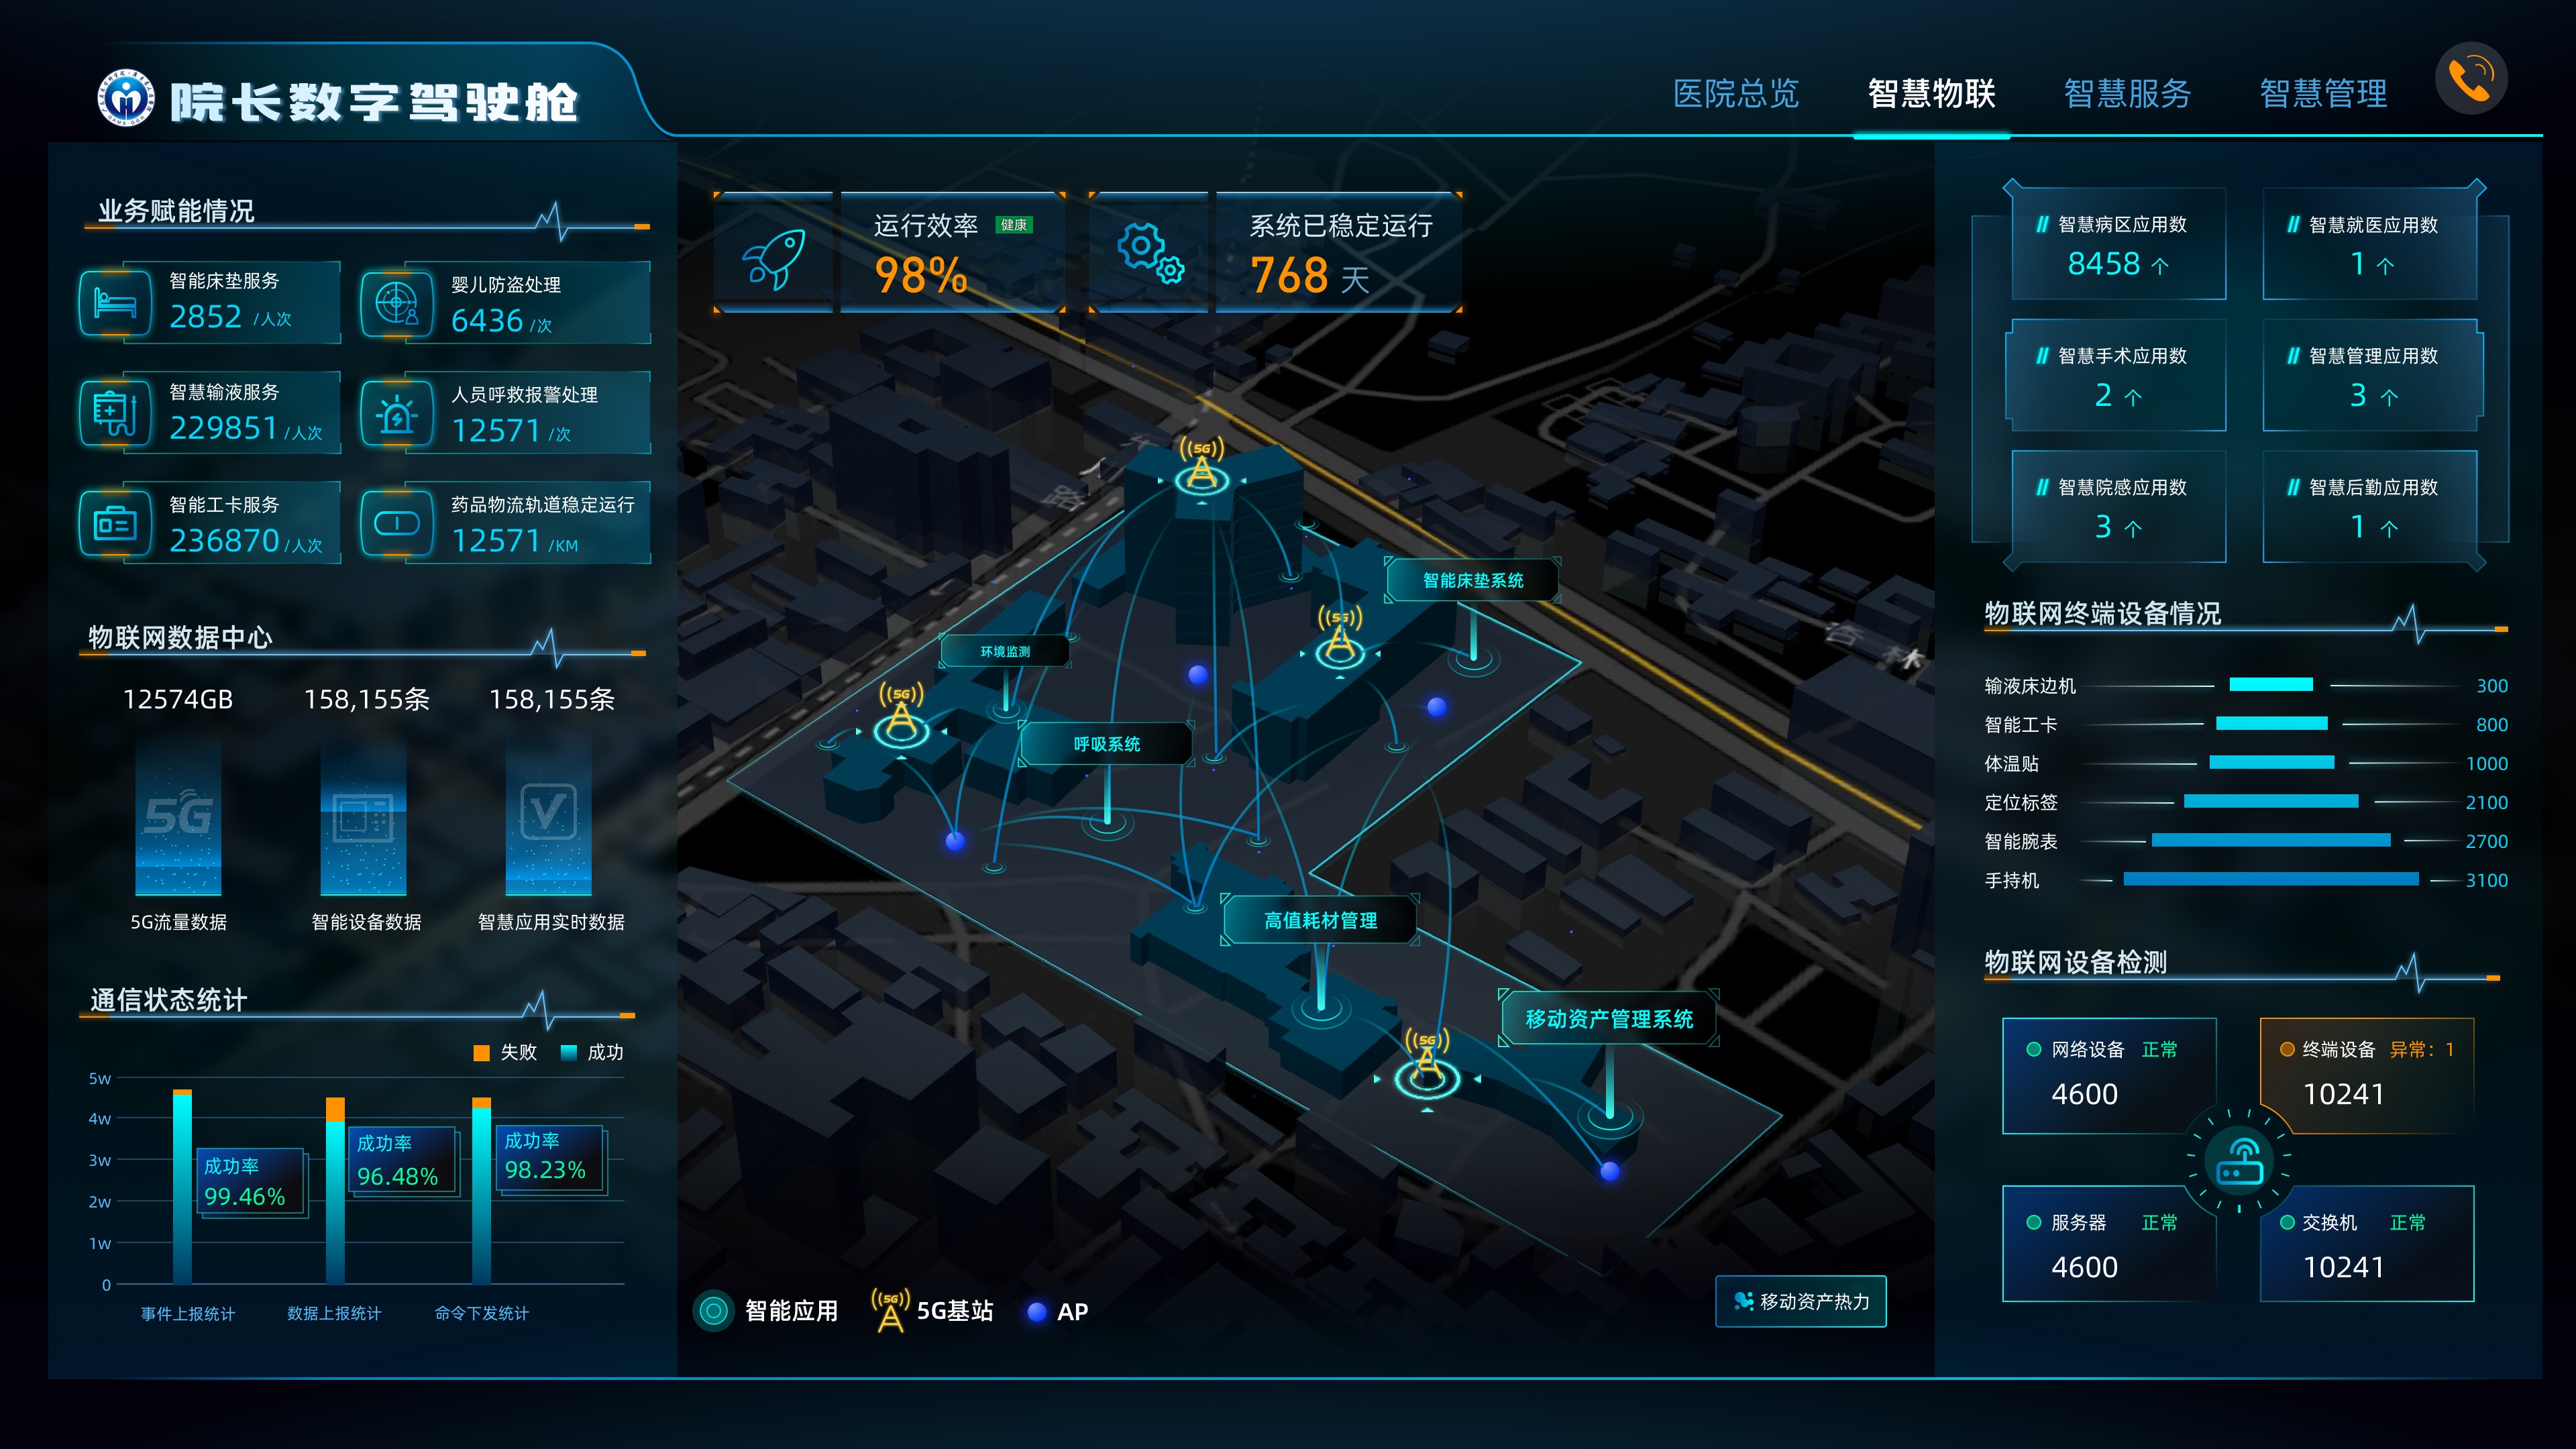 院长数字驾驶舱
医院总览
智慧物联
智慧服务
智慧管理
业务赋能情况
智能床垫服务
2852 /人次
婴儿防盗处理
6436 /次
智慧输液服务
229851 /人次
人员呼救报警处理
12571 /次
智能工卡服务
236870 /人次
药品物流轨道稳定运行
12571 /KM
物联网数据中心
12574GB
158,155条
158,155条
5G
5G流量数据
智能设备数据
智慧应用实时数据
通信状态统计
失败
成功
5w
4w
3w
2w
1w
0
成功率
99.46%
成功率
96.48%
成功率
98.23%
事件上报统计
数据上报统计
命令下发统计
运行效率
健康
98%
系统已稳定运行
768 天
5G
路
智能床垫系统
5G
环境监测
5G
呼吸系统
高值耗材管理
移动资产管理系统
5G
智能应用
5G
5G基站
AP
移动资产热力
智慧病区应用数
8458 个
智慧就医应用数
1 个
智慧手术应用数
2 个
智慧管理应用数
3 个
智慧院感应用数
3 个
智慧后勤应用数
1 个
物联网终端设备情况
输液床边机 300
智能工卡 800
体温贴 1000
定位标签 2100
智能腕表 2700
手持机 3100
物联网设备检测
网络设备 正常
4600
终端设备 异常：1
10241
服务器 正常
4600
交换机 正常
10241